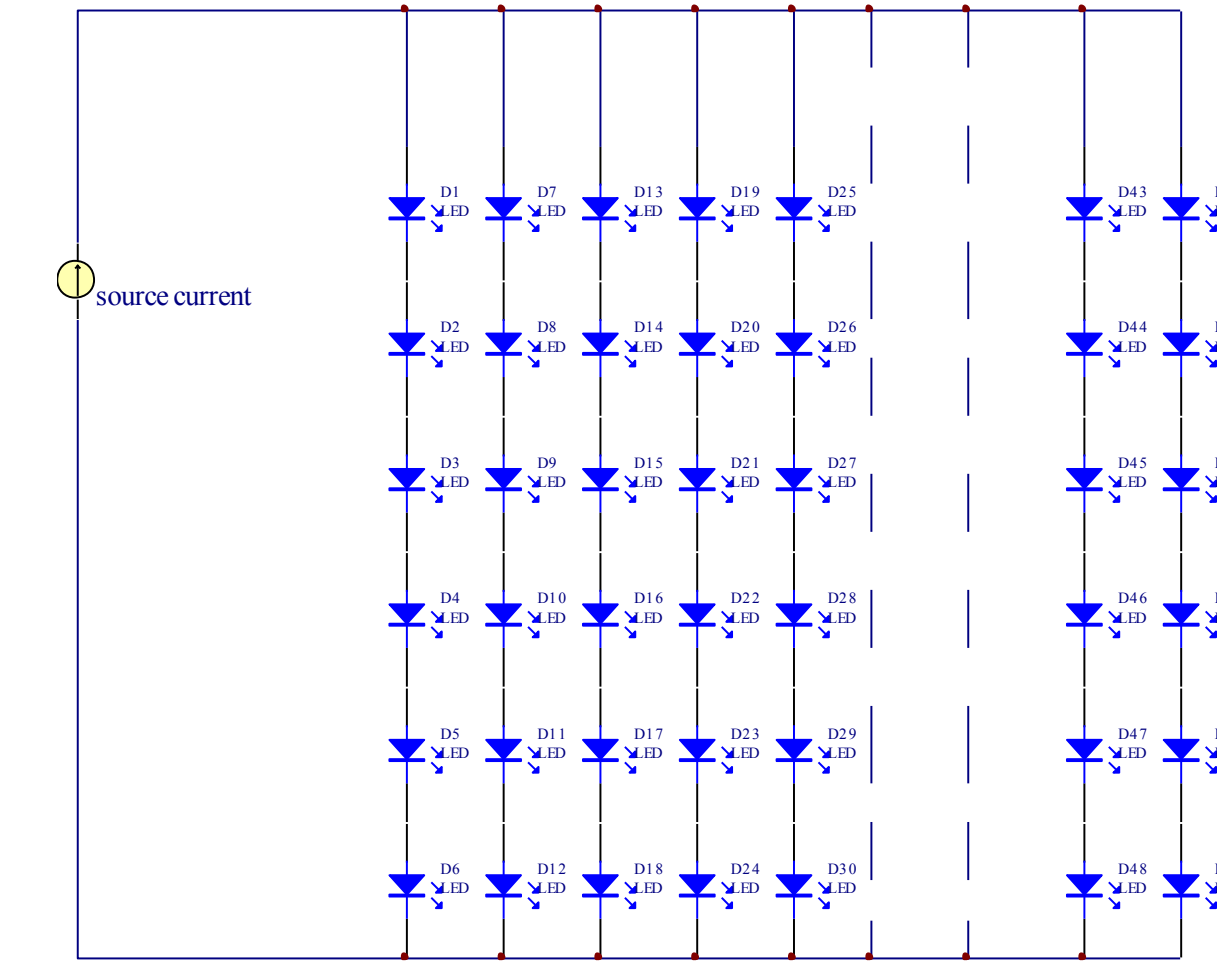 D1
LED
D7
LED
D13
LED
D19
LED
D25
LED
D43
LED
source current
D2
LED
D8
LED
D14
LED
D20
LED
D26
LED
D44
LED
D3
LED
D9
LED
D15
LED
D21
LED
D27
LED
D45
LED
D4
LED
D10
LED
D16
LED
D22
LED
D28
LED
D46
LED
D5
LED
D11
LED
D17
LED
D23
LED
D29
LED
D47
LED
D6
LED
D12
LED
D18
LED
D24
LED
D30
LED
D48
LED